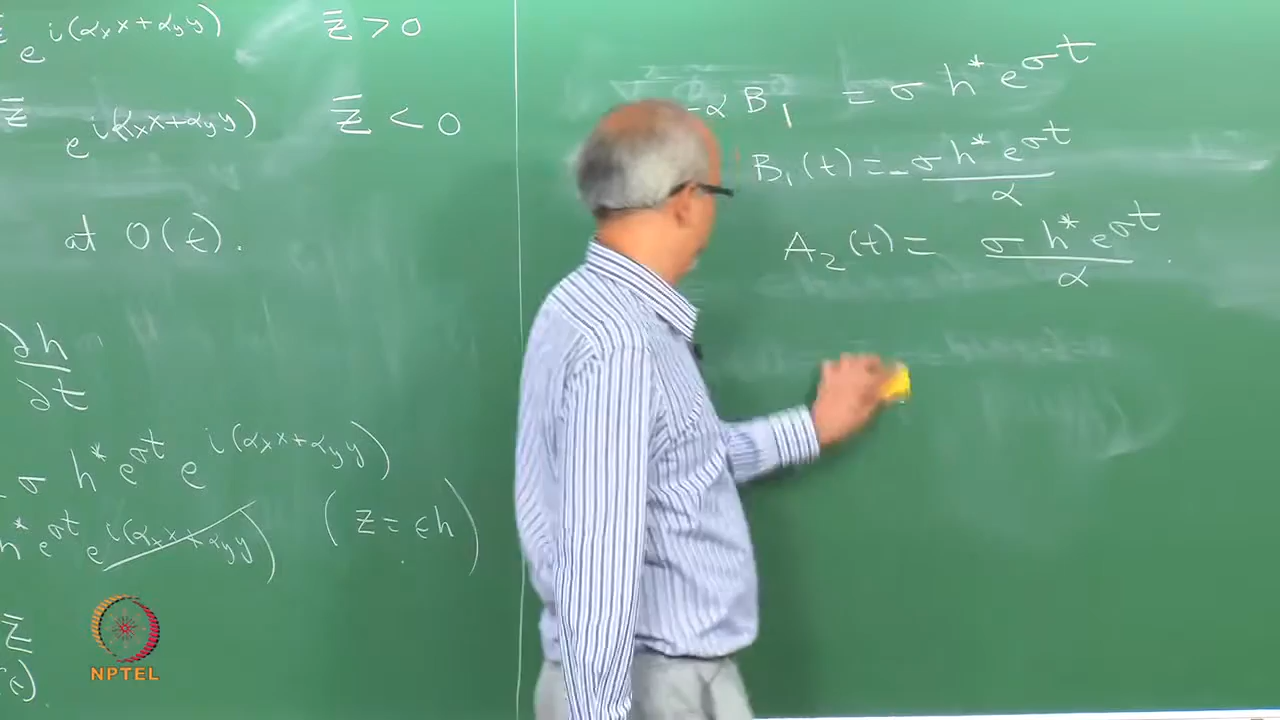 e^{i(α_x x+α_y y)} z̄ > 0
z̄ e^{i(α_x x+α_y y)} z̄ < 0
at O(ε).
∂h
∂t
σ h* e^{σt} e^{i(α_x x+α_y y)}
h* e^{σt} e^{i(α_x x+α_y y)} (z = εh)
z̄
NPTEL
-α B_1 = σ h* e^{σt}
B_1(t) = -σ h* e^{σt}
α
A_2(t) = σ h* e^{σt}
α .